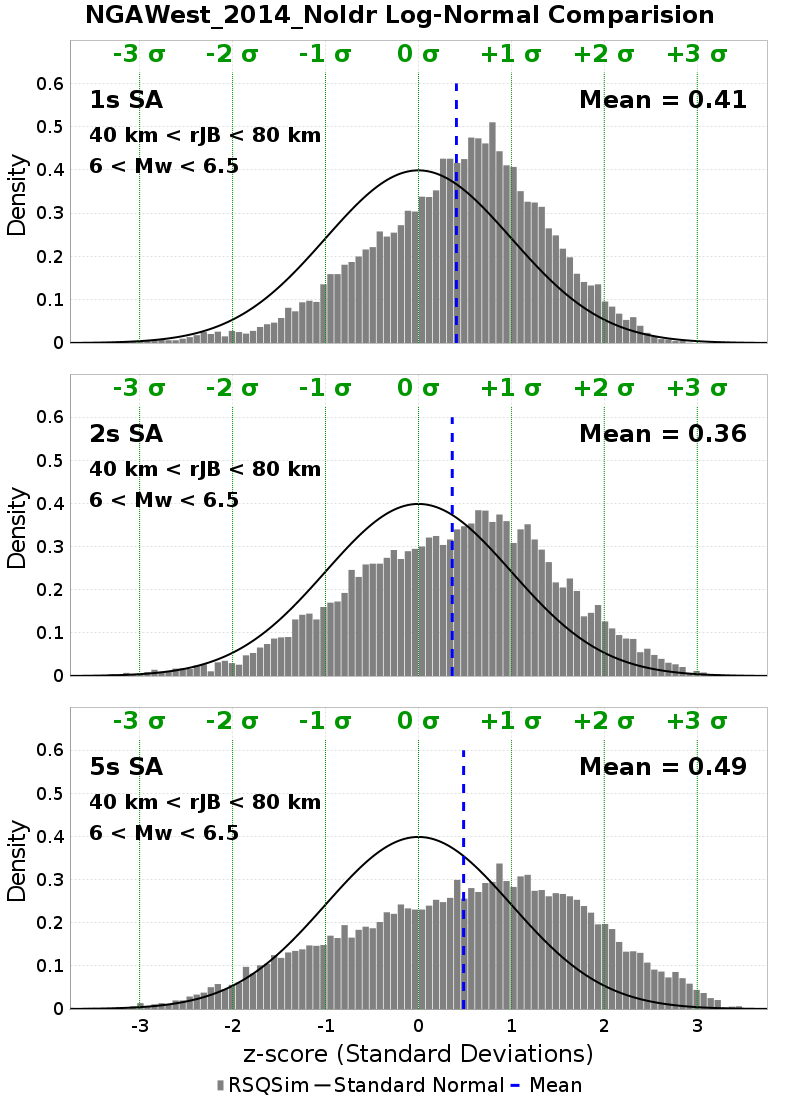 NGAWest_2014_NoIdr Log-Normal Comparision
-3 σ -2 σ -1 σ 0 σ +1 σ +2 σ +3 σ
0.6
1s SA Mean = 0.41
0.5
40 km < rJB < 80 km
6 < Mw < 6.5
0.4
0.3
0.2
0.1
0
Density
-3 σ -2 σ -1 σ 0 σ +1 σ +2 σ +3 σ
0.6
2s SA Mean = 0.36
0.5
40 km < rJB < 80 km
6 < Mw < 6.5
0.4
0.3
0.2
0.1
0
Density
-3 σ -2 σ -1 σ 0 σ +1 σ +2 σ +3 σ
0.6
5s SA Mean = 0.49
0.5
40 km < rJB < 80 km
6 < Mw < 6.5
0.4
0.3
0.2
0.1
0
Density
-3 -2 -1 0 1 2 3
z-score (Standard Deviations)
RSQSim Standard Normal Mean